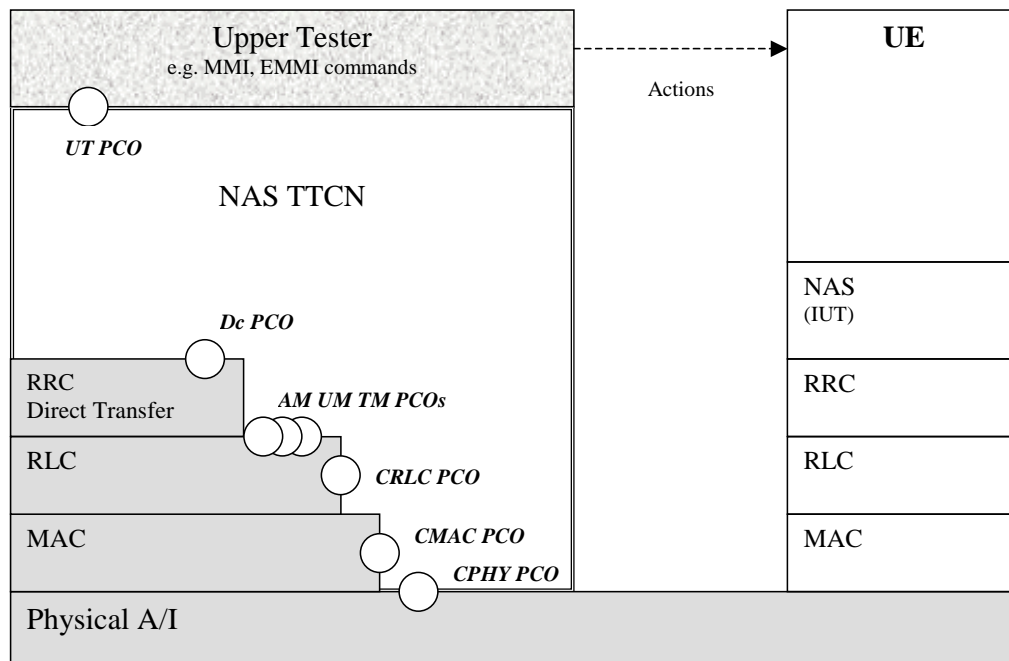 Upper Tester
e.g. MMI, EMMI commands
UE
Actions
UT PCO
NAS TTCN
NAS
(IUT)
Dc PCO
RRC
Direct Transfer
AM UM TM PCOs
RRC
RLC
CRLC PCO
RLC
MAC
CMAC PCO
MAC
CPHY PCO
Physical A/I